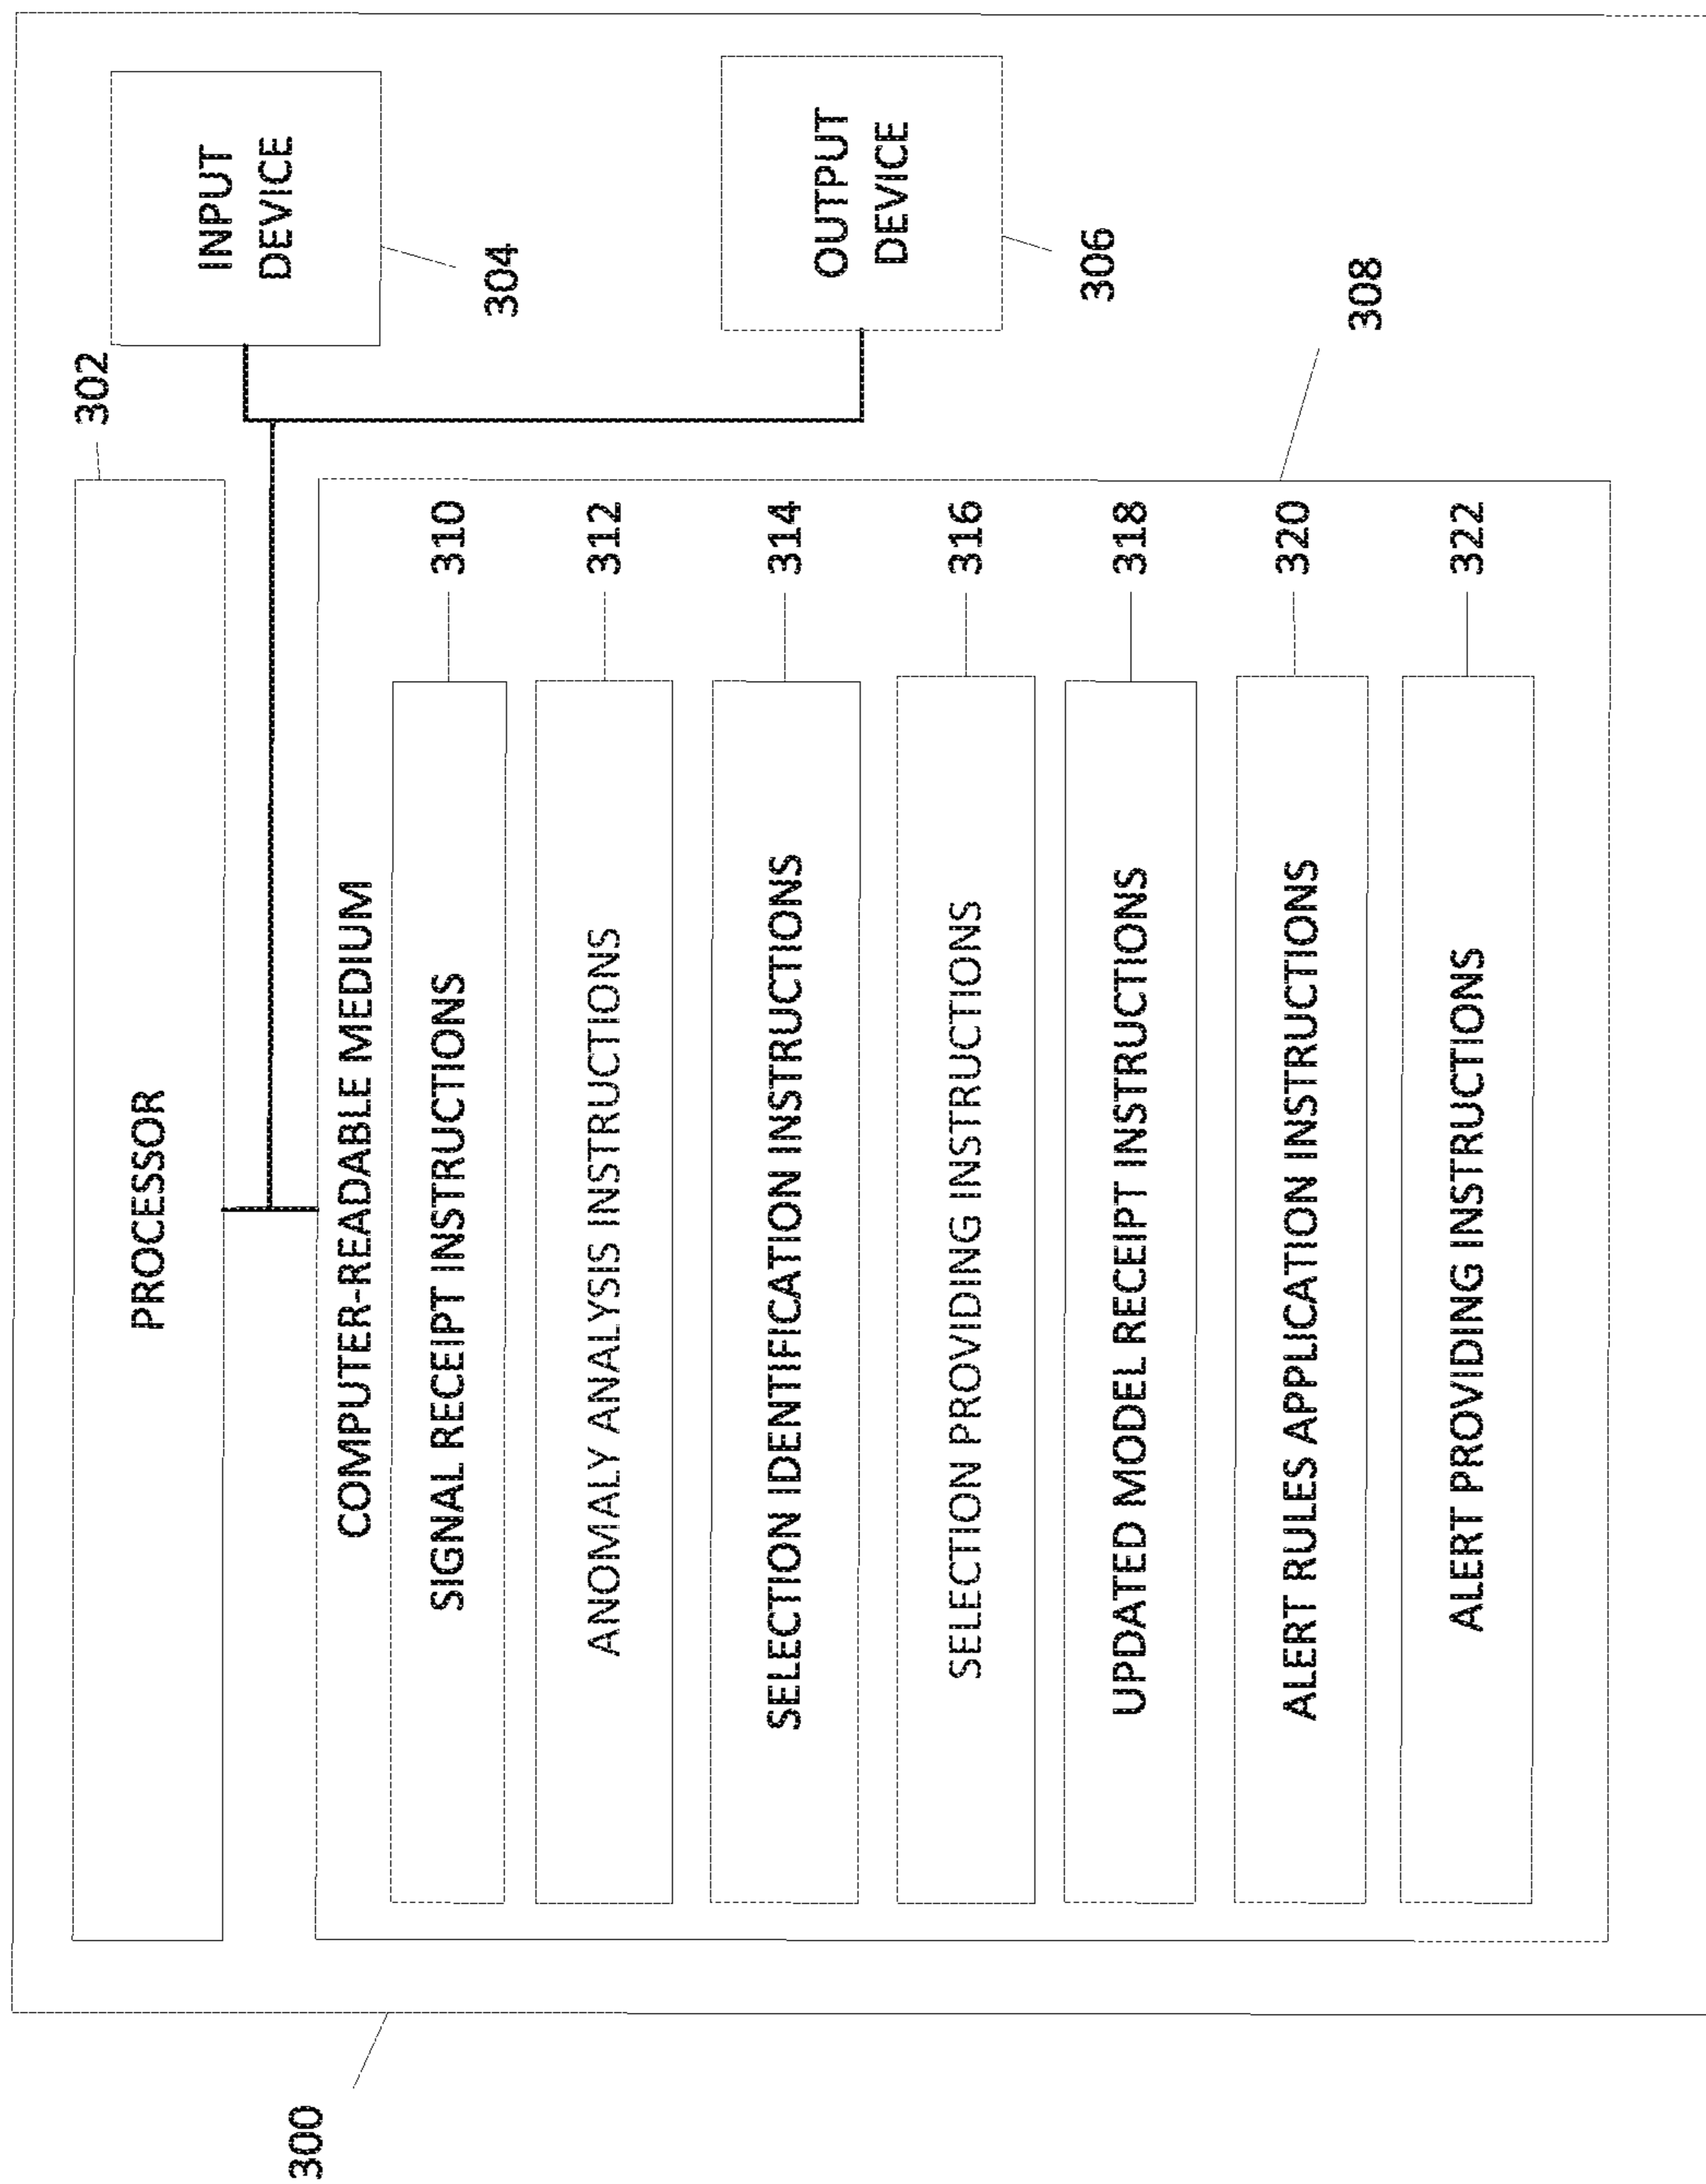 300
PROCESSOR
302
COMPUTER-READABLE MEDIUM
SIGNAL RECEIPT INSTRUCTIONS
310
ANOMALY ANALYSIS INSTRUCTIONS
312
SELECTION IDENTIFICATION INSTRUCTIONS
314
SELECTION PROVIDING INSTRUCTIONS
316
UPDATED MODEL RECEIPT INSTRUCTIONS
318
ALERT RULES APPLICATION INSTRUCTIONS
320
ALERT PROVIDING INSTRUCTIONS
322
308
INPUT
DEVICE
304
OUTPUT
DEVICE
306